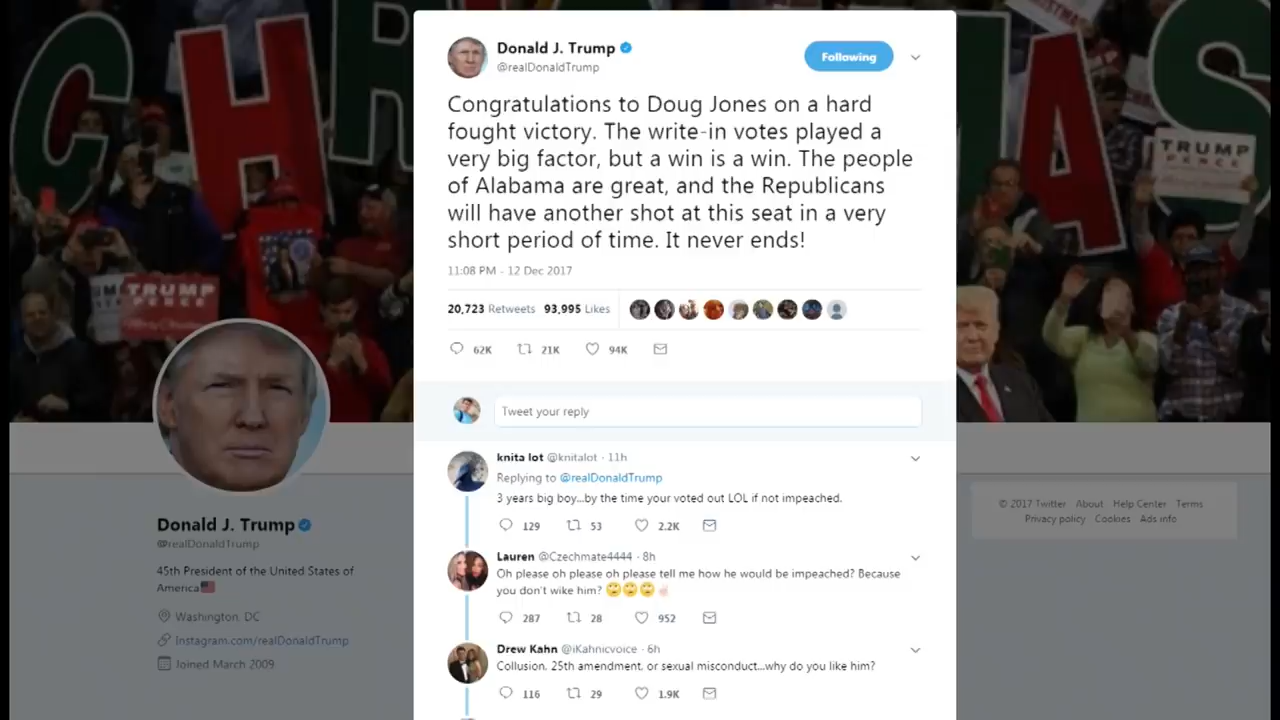 CHR
AS
TRUMP
PENCE
TRUMP
PENCE
Donald J. Trump
@realDonaldTrump
Following
Congratulations to Doug Jones on a hard
fought victory. The write-in votes played a
very big factor, but a win is a win. The people
of Alabama are great, and the Republicans
will have another shot at this seat in a very
short period of time. It never ends!
11:08 PM - 12 Dec 2017
20,723 Retweets 93,995 Likes
62K 21K 94K
Tweet your reply
knita lot @knitalot · 11h
Replying to @realDonaldTrump
3 years big boy...by the time your voted out LOL if not impeached.
129 53 2.2K
Lauren @Czechmate4444 · 8h
Oh please oh please oh please tell me how he would be impeached? Because
you don't wike him? 🙄🙄🙄✌🏻
287 28 952
Drew Kahn @iKahnicvoice · 6h
Collusion, 25th amendment, or sexual misconduct...why do you like him?
116 29 1.9K
Donald J. Trump
@realDonaldTrump
45th President of the United States of
America🇺🇸
Washington, DC
Instagram.com/realDonaldTrump
Joined March 2009
© 2017 Twitter About Help Center Terms
Privacy policy Cookies Ads info